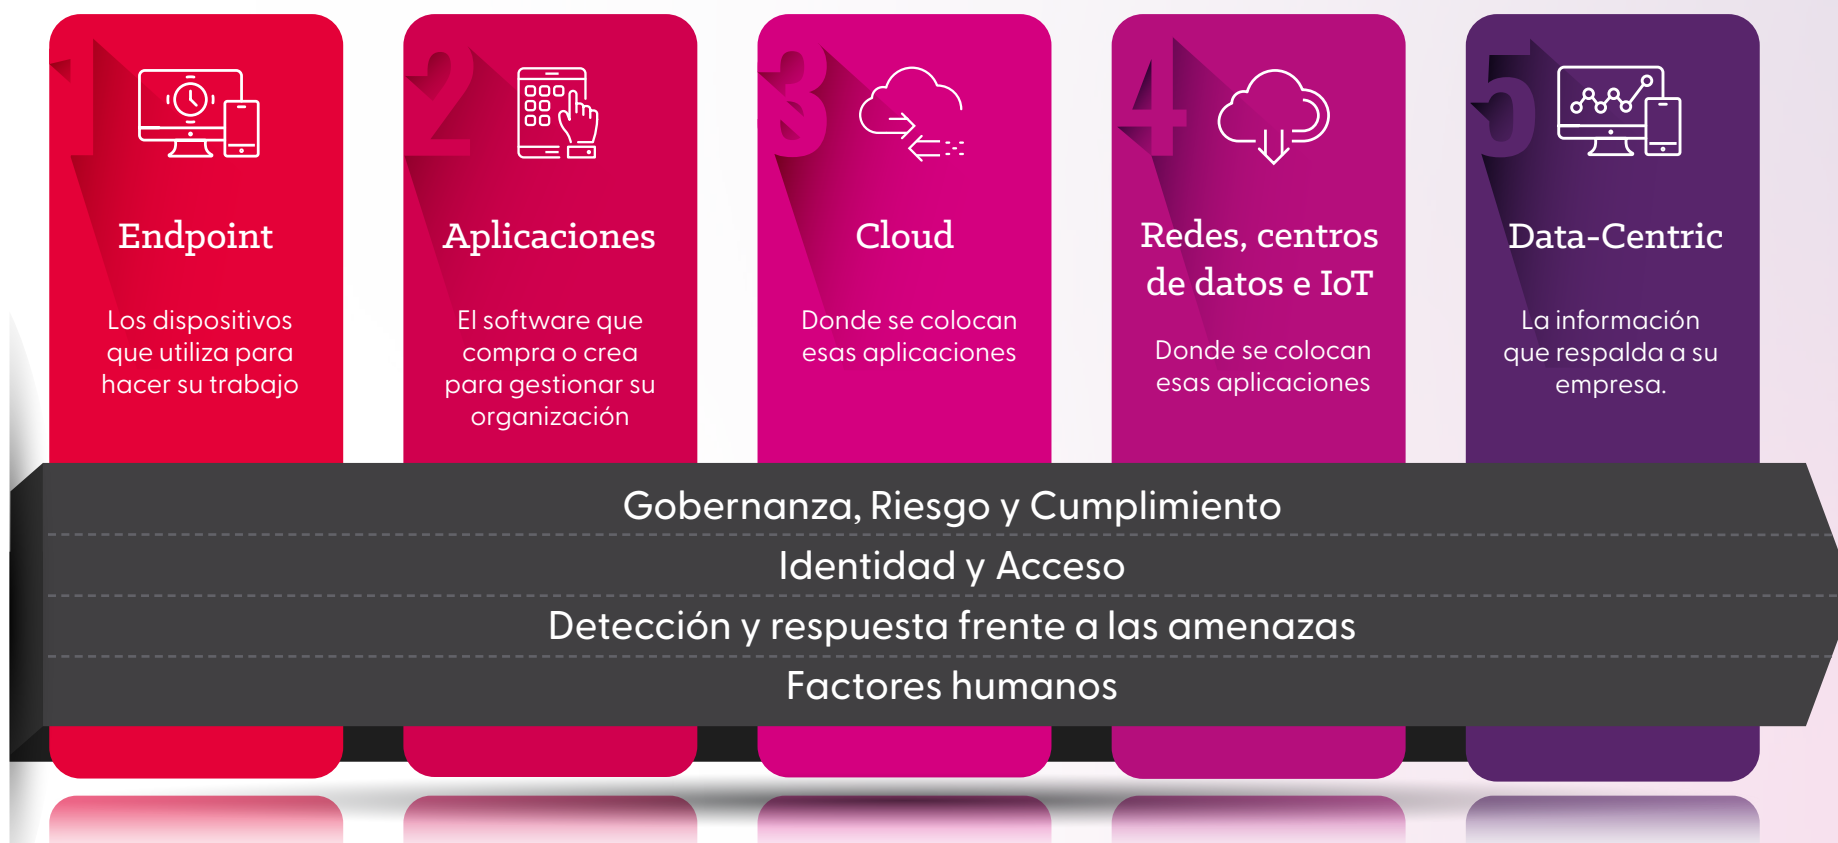 1
Endpoint
Los dispositivos
que utiliza para
hacer su trabajo
2
Aplicaciones
El software que
compra o crea
para gestionar su
organización
3
Cloud
Donde se colocan
esas aplicaciones
4
Redes, centros
de datos e IoT
Donde se colocan
esas aplicaciones
5
Data-Centric
La información
que respalda a su
empresa.
Gobernanza, Riesgo y Cumplimiento
Identidad y Acceso
Detección y respuesta frente a las amenazas
Factores humanos